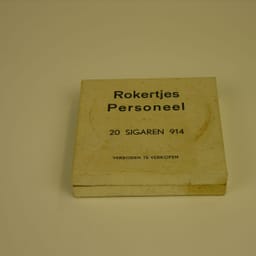 Rokertjes
Personeel
20 SIGAREN 914
VERBODEN TE VERKOPEN